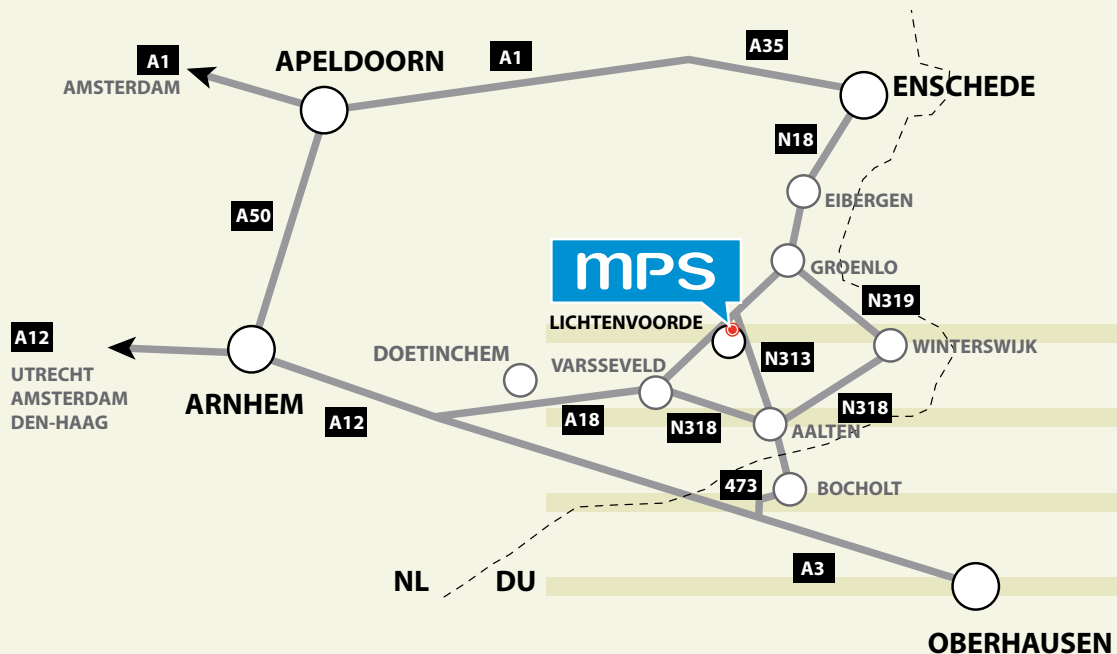 A1
AMSTERDAM
APELDOORN
A1
A35
ENSCHEDE
N18
EIBERGEN
A50
GROENLO
mps
LICHTENVOORDE
N319
A12
UTRECHT
AMSTERDAM
DEN-HAAG
DOETINCHEM
VARSSEVELD
N313
WINTERSWIJK
ARNHEM
A12
A18
N318
N318
AALTEN
473
BOCHOLT
NL
DU
A3
OBERHAUSEN